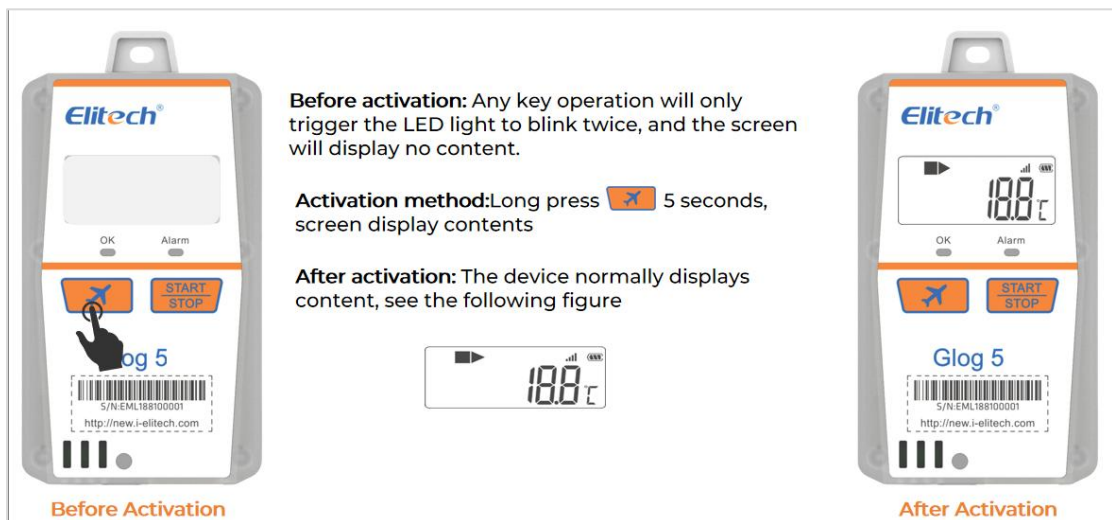 Elitech®
OK Alarm
START
STOP
og 5
S/N:EML188100001
http://new.i-elitech.com
Before Activation
Before activation: Any key operation will only
trigger the LED light to blink twice, and the screen
will display no content.
Activation method:Long press 5 seconds,
screen display contents
After activation: The device normally displays
content, see the following figure
18.8℃
Elitech®
18.8℃
OK Alarm
START
STOP
Glog 5
S/N:EML188100001
http://new.i-elitech.com
After Activation